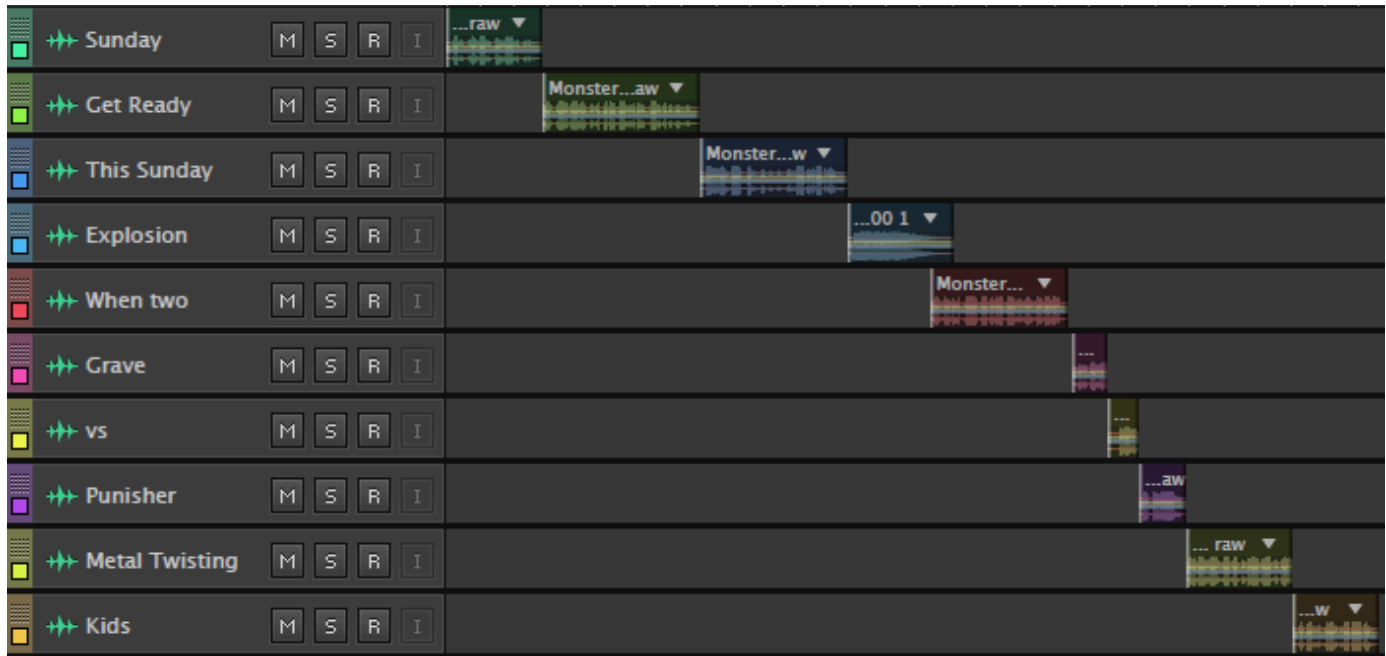 Sunday M S R I ...raw
Get Ready M S R I Monster...aw
This Sunday M S R I Monster...w
Explosion M S R I ...00 1
When two M S R I Monster...
Grave M S R I ...
vs M S R I ...
Punisher M S R I ...aw
Metal Twisting M S R I ... raw
Kids M S R I ...w